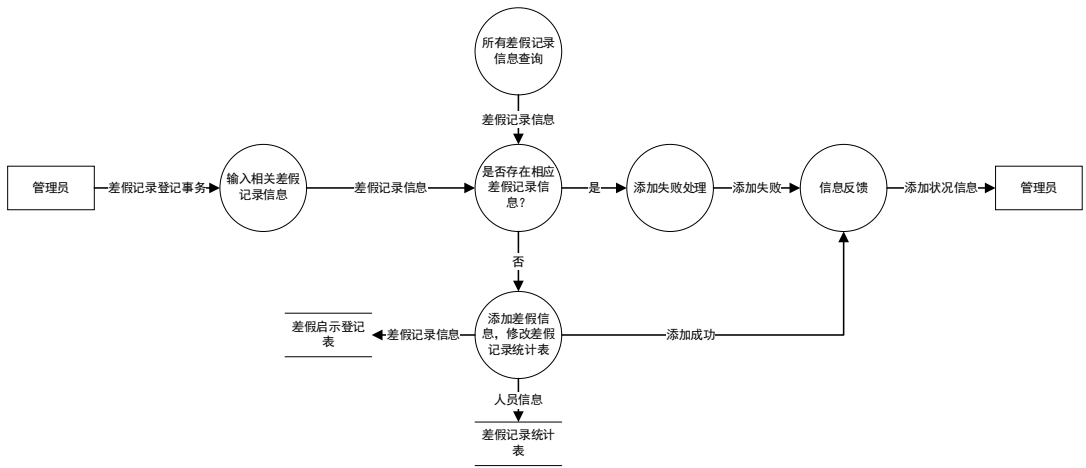 所有差假记录
信息查询
差假记录信息
管理员
差假记录登记事务
输入相关差假
记录信息
差假记录信息
是否存在相应
差假记录信
息?
是
添加失败处理
添加失败
信息反馈
添加状况信息
管理员
否
差假启示登记
表
差假记录信息
添加差假信
息，修改差假
记录统计表
添加成功
人员信息
差假记录统计
表